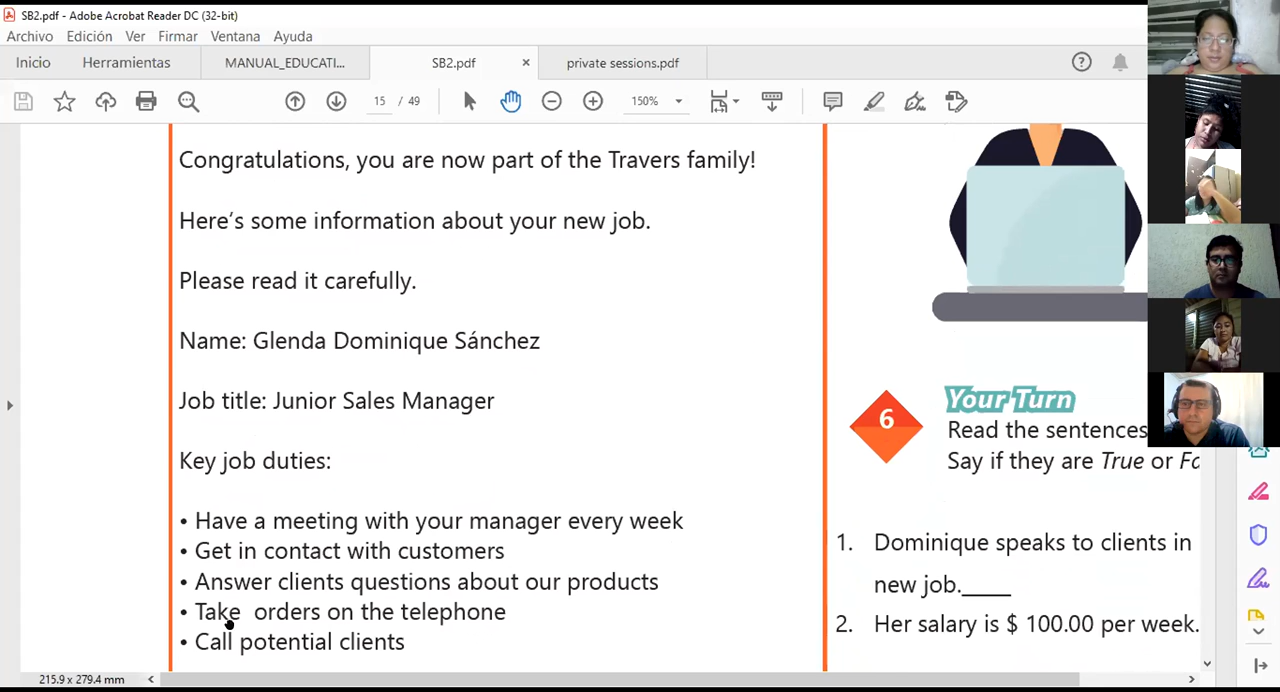 SB2.pdf - Adobe Acrobat Reader DC (32-bit)
Archivo Edición Ver Firmar Ventana Ayuda
Inicio Herramientas MANUAL_EDUCATI... SB2.pdf × private sessions.pdf
15 / 49 150%
Congratulations, you are now part of the Travers family!
Here's some information about your new job.
Please read it carefully.
Name: Glenda Dominique Sánchez
Job title: Junior Sales Manager
Key job duties:
• Have a meeting with your manager every week
• Get in contact with customers
• Answer clients questions about our products
• Take orders on the telephone
• Call potential clients
6 Your Turn
Read the sentences
Say if they are True or
1. Dominique speaks to clients in
new job.____
2. Her salary is $ 100.00 per week.
215.9 x 279.4 mm